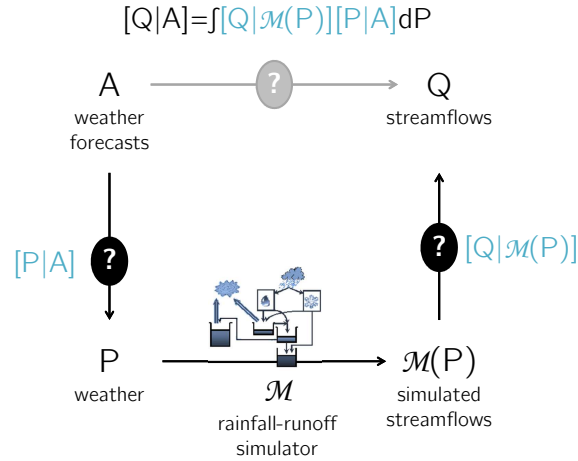 [Q|A]=∫[Q|ℳ(P)][P|A]dP
A ? Q
weather
forecasts
streamflows
[P|A] ? ? [Q|ℳ(P)]
P ℳ(P)
weather
ℳ
rainfall-runoff
simulator
simulated
streamflows